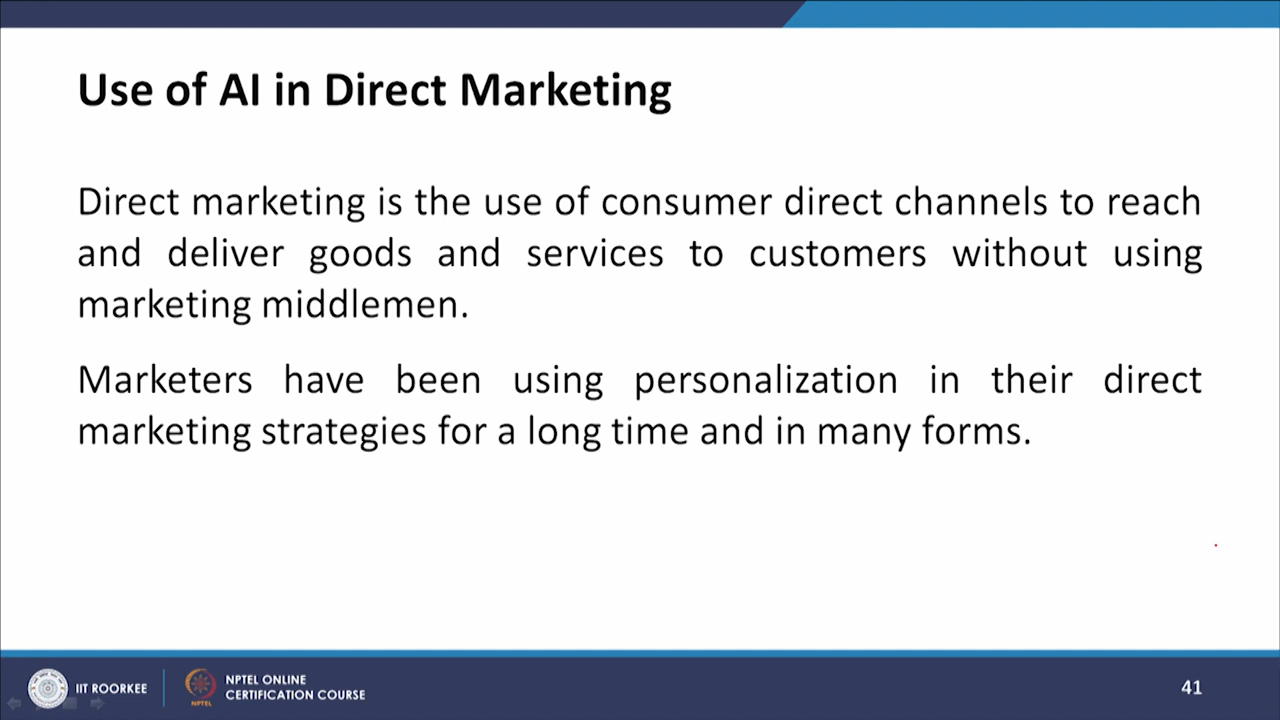 Use of AI in Direct Marketing
Direct marketing is the use of consumer direct channels to reach
and deliver goods and services to customers without using
marketing middlemen.
Marketers have been using personalization in their direct
marketing strategies for a long time and in many forms.
IIT ROORKEE
NPTEL
NPTEL ONLINE
CERTIFICATION COURSE
41